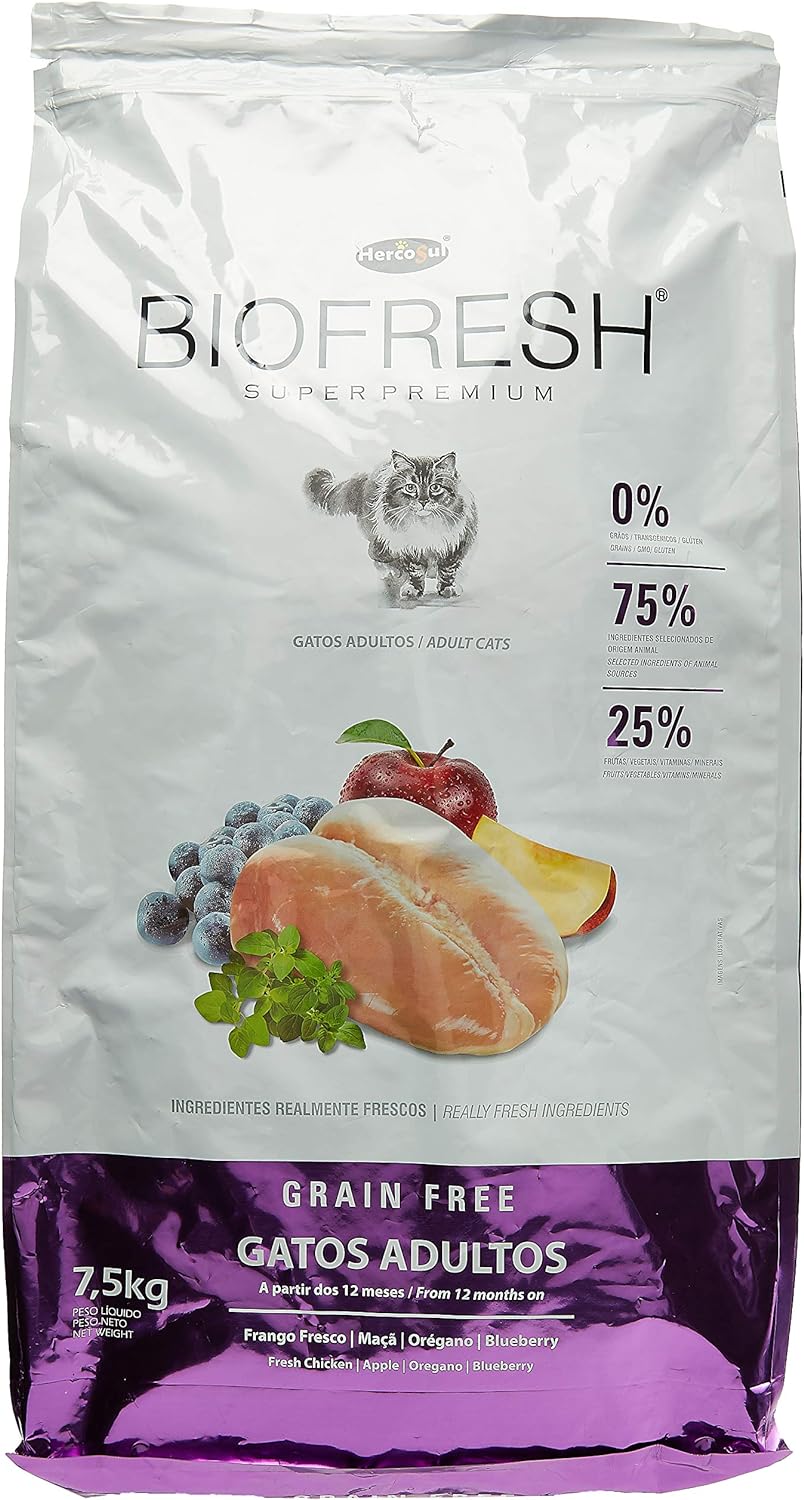 HercoSul®
BIOFRESH®
SUPER PREMIUM
0%
GRÃOS / TRANSGÊNICOS / GLÚTEN
GRAINS / GMO / GLUTEN
75%
INGREDIENTES SELECIONADOS DE
ORIGEM ANIMAL
SELECTED INGREDIENTS OF ANIMAL
SOURCES
25%
FRUTAS/ VEGETAIS/ VITAMINAS/ MINERAIS
FRUITS/VEGETABLES/VITAMINS/MINERALS
GATOS ADULTOS / ADULT CATS
IMAGENS ILUSTRATIVAS
INGREDIENTES REALMENTE FRESCOS | REALLY FRESH INGREDIENTS
GRAIN FREE
GATOS ADULTOS
A partir dos 12 meses / From 12 months on
7,5kg
PESO LÍQUIDO
PESO NETO
NET WEIGHT
Frango Fresco | Maçã | Orégano | Blueberry
Fresh Chicken | Apple | Oregano | Blueberry